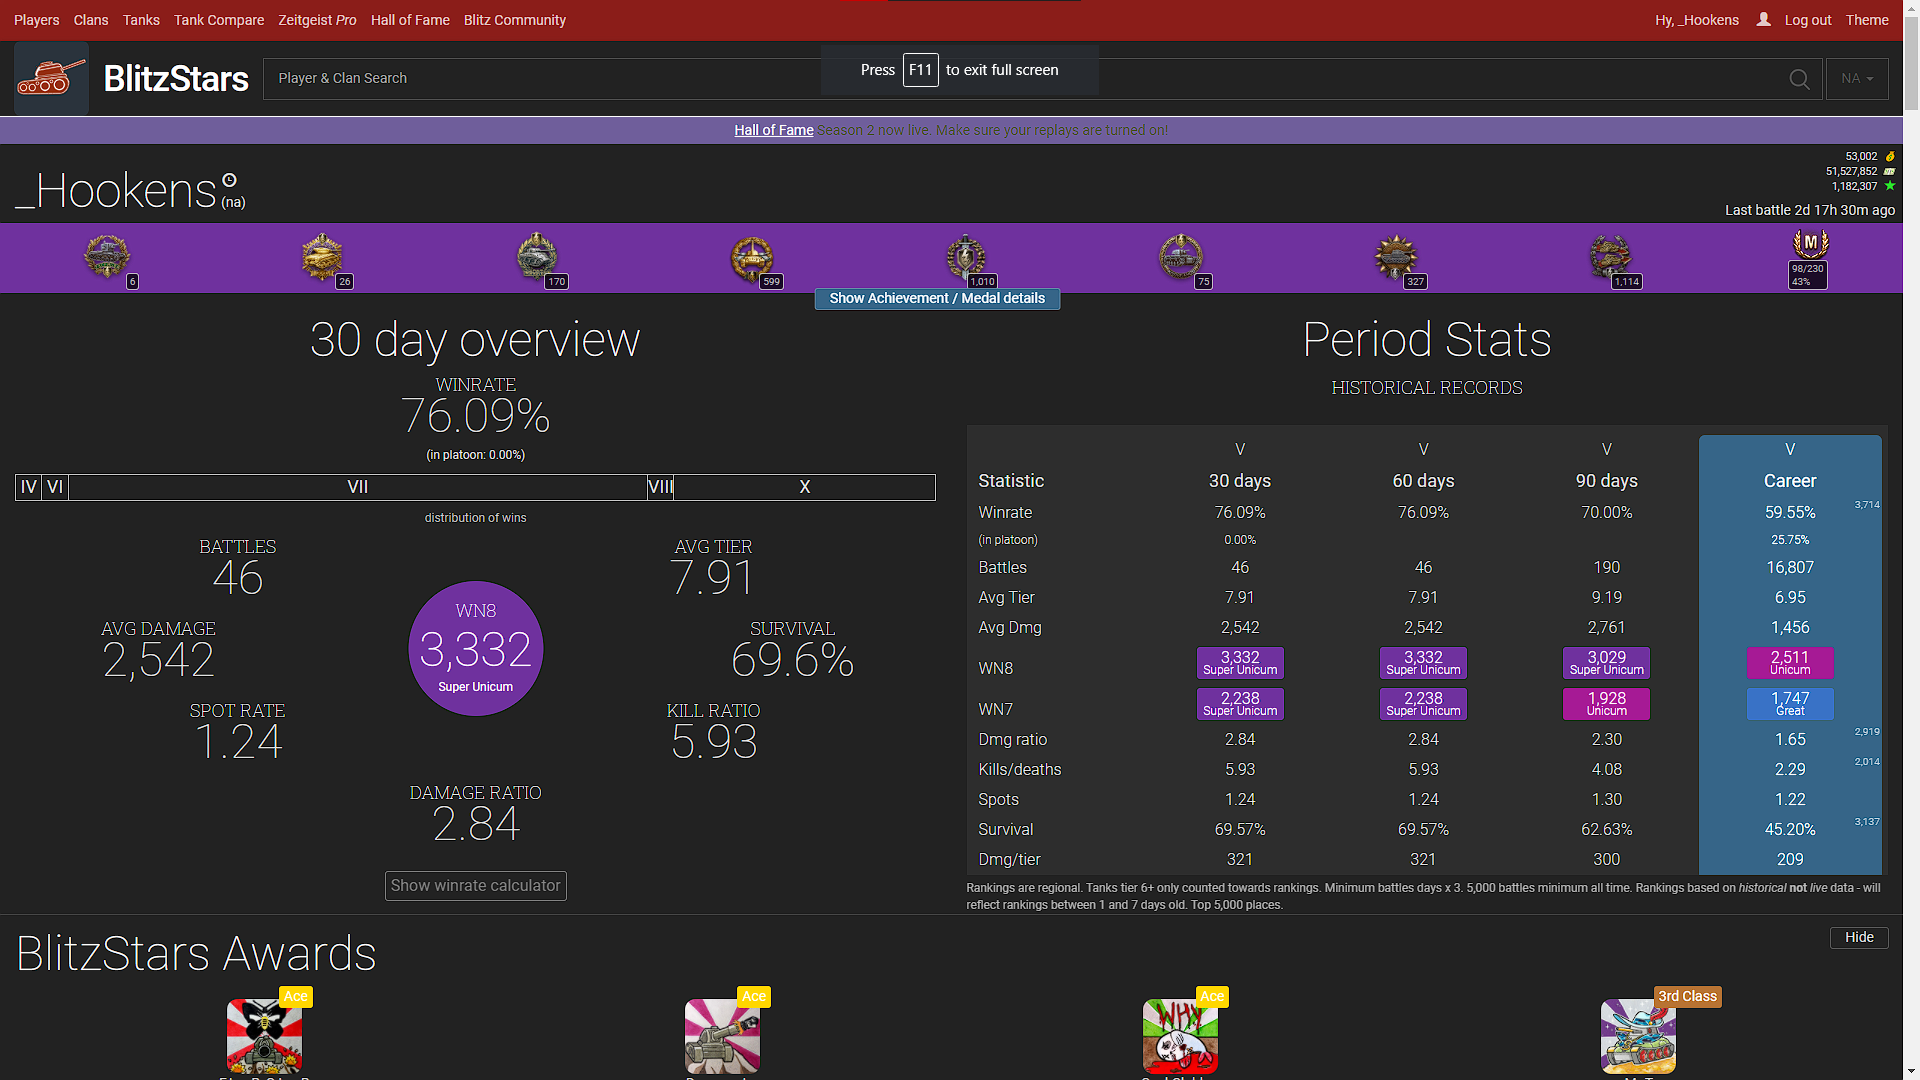 Players Clans Tanks Tank Compare Zeitgeist Pro Hall of Fame Blitz Community
Hy, _Hookens Log out Theme
BlitzStars
Player & Clan Search
Press F11 to exit full screen
NA
Hall of Fame Season 2 now live. Make sure your replays are turned on!
_Hookens (na)
53,002
51,527,852
1,182,307
Last battle 2d 17h 30m ago
6 26 170 599 1,010 75 327 1,114
M
98/230
43%
Show Achievement / Medal details
30 day overview
WINRATE
76.09%
(in platoon: 0.00%)
IV VI VII VIII X
distribution of wins
BATTLES
46
AVG TIER
7.91
AVG DAMAGE
2,542
WN8
3,332
Super Unicum
SURVIVAL
69.6%
SPOT RATE
1.24
KILL RATIO
5.93
DAMAGE RATIO
2.84
Show winrate calculator
Period Stats
HISTORICAL RECORDS
V V V V
Statistic 30 days 60 days 90 days Career
Winrate 76.09% 76.09% 70.00% 59.55% 3,714
(in platoon) 0.00% 25.75%
Battles 46 46 190 16,807
Avg Tier 7.91 7.91 9.19 6.95
Avg Dmg 2,542 2,542 2,761 1,456
WN8 3,332 Super Unicum 3,332 Super Unicum 3,029 Super Unicum 2,511 Unicum
WN7 2,238 Super Unicum 2,238 Super Unicum 1,928 Unicum 1,747 Great
Dmg ratio 2.84 2.84 2.30 1.65 2,919
Kills/deaths 5.93 5.93 4.08 2.29 2,014
Spots 1.24 1.24 1.30 1.22
Survival 69.57% 69.57% 62.63% 45.20% 3,137
Dmg/tier 321 321 300 209
Rankings are regional. Tanks tier 6+ only counted towards rankings. Minimum battles days x 3. 5,000 battles minimum all time. Rankings based on historical not live data - will
reflect rankings between 1 and 7 days old. Top 5,000 places.
BlitzStars Awards
Hide
Ace Ace Ace 3rd Class
WHY